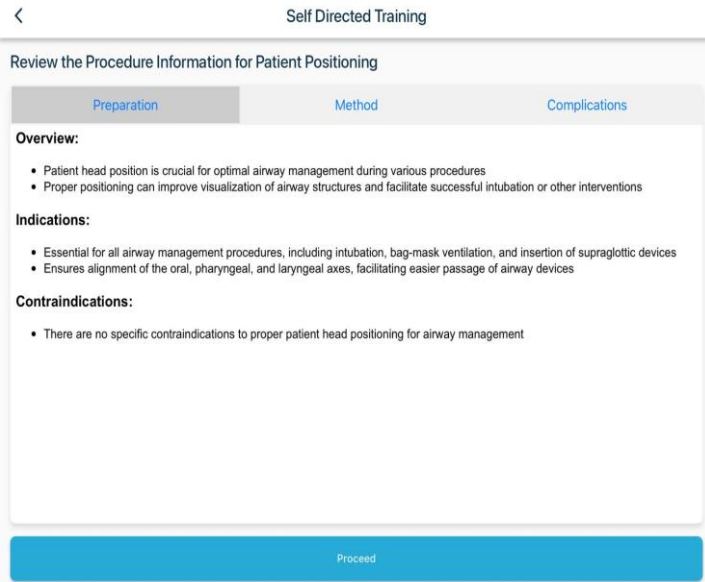 Self Directed Training
Review the Procedure Information for Patient Positioning
Preparation
Method
Complications
Overview:
• Patient head position is crucial for optimal airway management during various procedures
• Proper positioning can improve visualization of airway structures and facilitate successful intubation or other interventions
Indications:
• Essential for all airway management procedures, including intubation, bag-mask ventilation, and insertion of supraglottic devices
• Ensures alignment of the oral, pharyngeal, and laryngeal axes, facilitating easier passage of airway devices
Contraindications:
• There are no specific contraindications to proper patient head positioning for airway management
Proceed